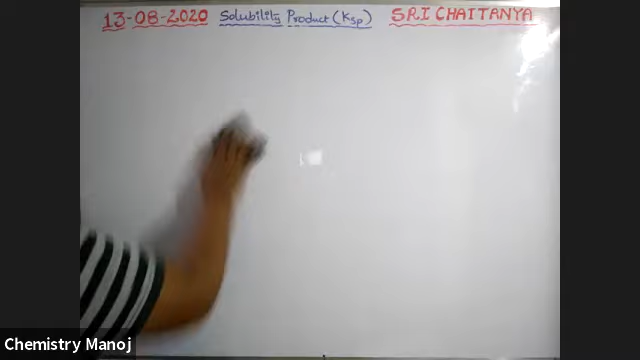 13-08-2020 Solubility Product (Ksp) SRI CHAITANYA
Chemistry Manoj